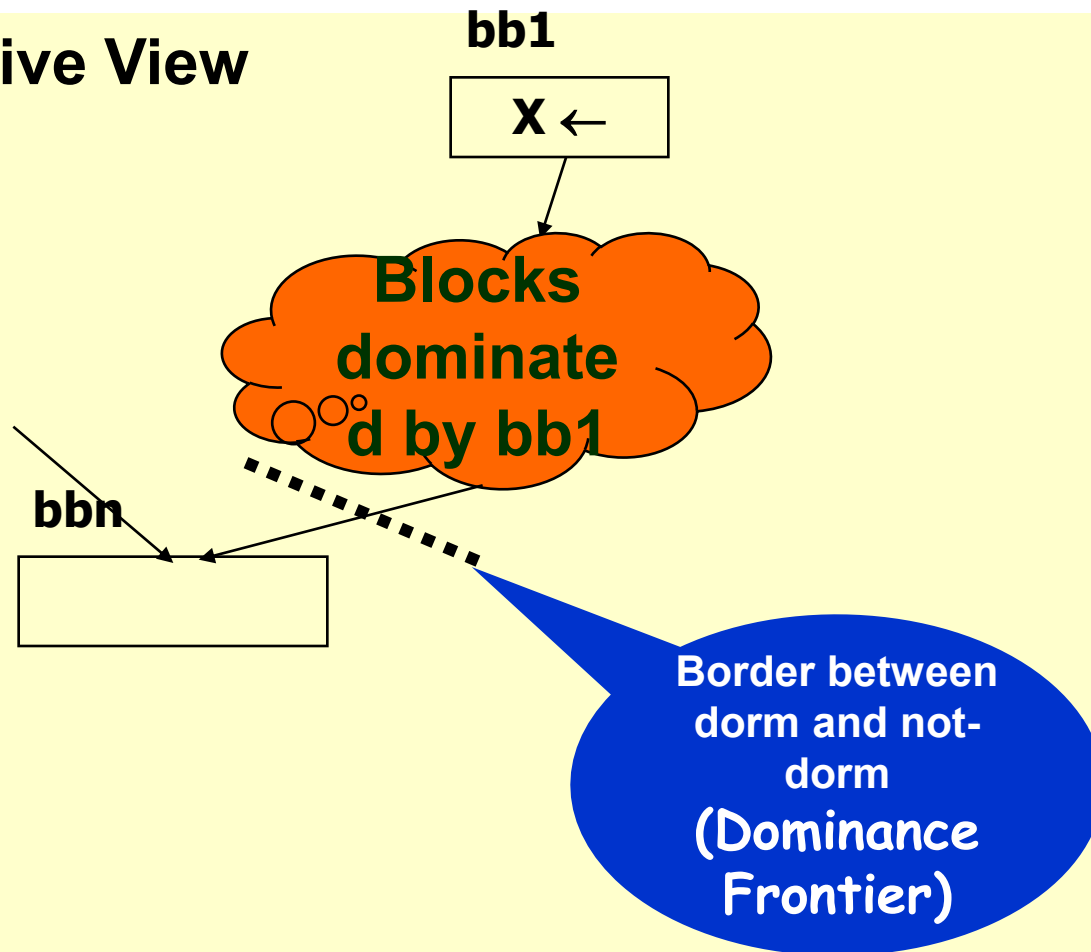 ive View
bb1
X ←
Blocks
dominate
d by bb1
bbn
Border between
dorm and not-
dorm
(Dominance
Frontier)